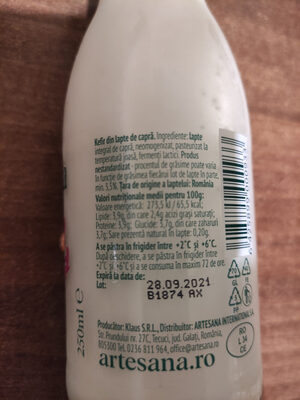 Kefir din lapte de capră. Ingrediente: lapte
integral de capră, neomogenizat, pasteurizat la
temperatură joasă, fermenți lactici. Produs
nestandardizat - procentul de grăsime poate varia
în funcție de grăsimea fiecărui lot de lapte în parte,
min. 3,5%. Țara de origine a laptelui: România
Valori nutriționale medii pentru 100g:
Valoare energetică: 273,5 kJ / 65,5 kcal;
Lipide: 3,9g, din care 2,4g acizi grași saturați;
Proteine: 3,9g; Glucide: 3,7g, din care zaharuri
3,7g; Sare prezentă natural în lapte: 0,20g.
A se păstra în frigider între +2°C și +6°C.
După deschidere, a se păstra în frigider între
+2°C și +6°C și a se consuma în maxim 72 de ore.
Expiră la data de:
Lot:
28.09.2021
B1874 AX
250ml e
Producător: Klaus S.R.L., Distribuitor: ARTESANA INTERNATIONAL S.A.
Str. Prundului nr. 27C, Tecuci, Jud. Galați, România,
805300 Tel. 0236 811 964, office@artesana.ro
artesana.ro
RO
L 34
CE